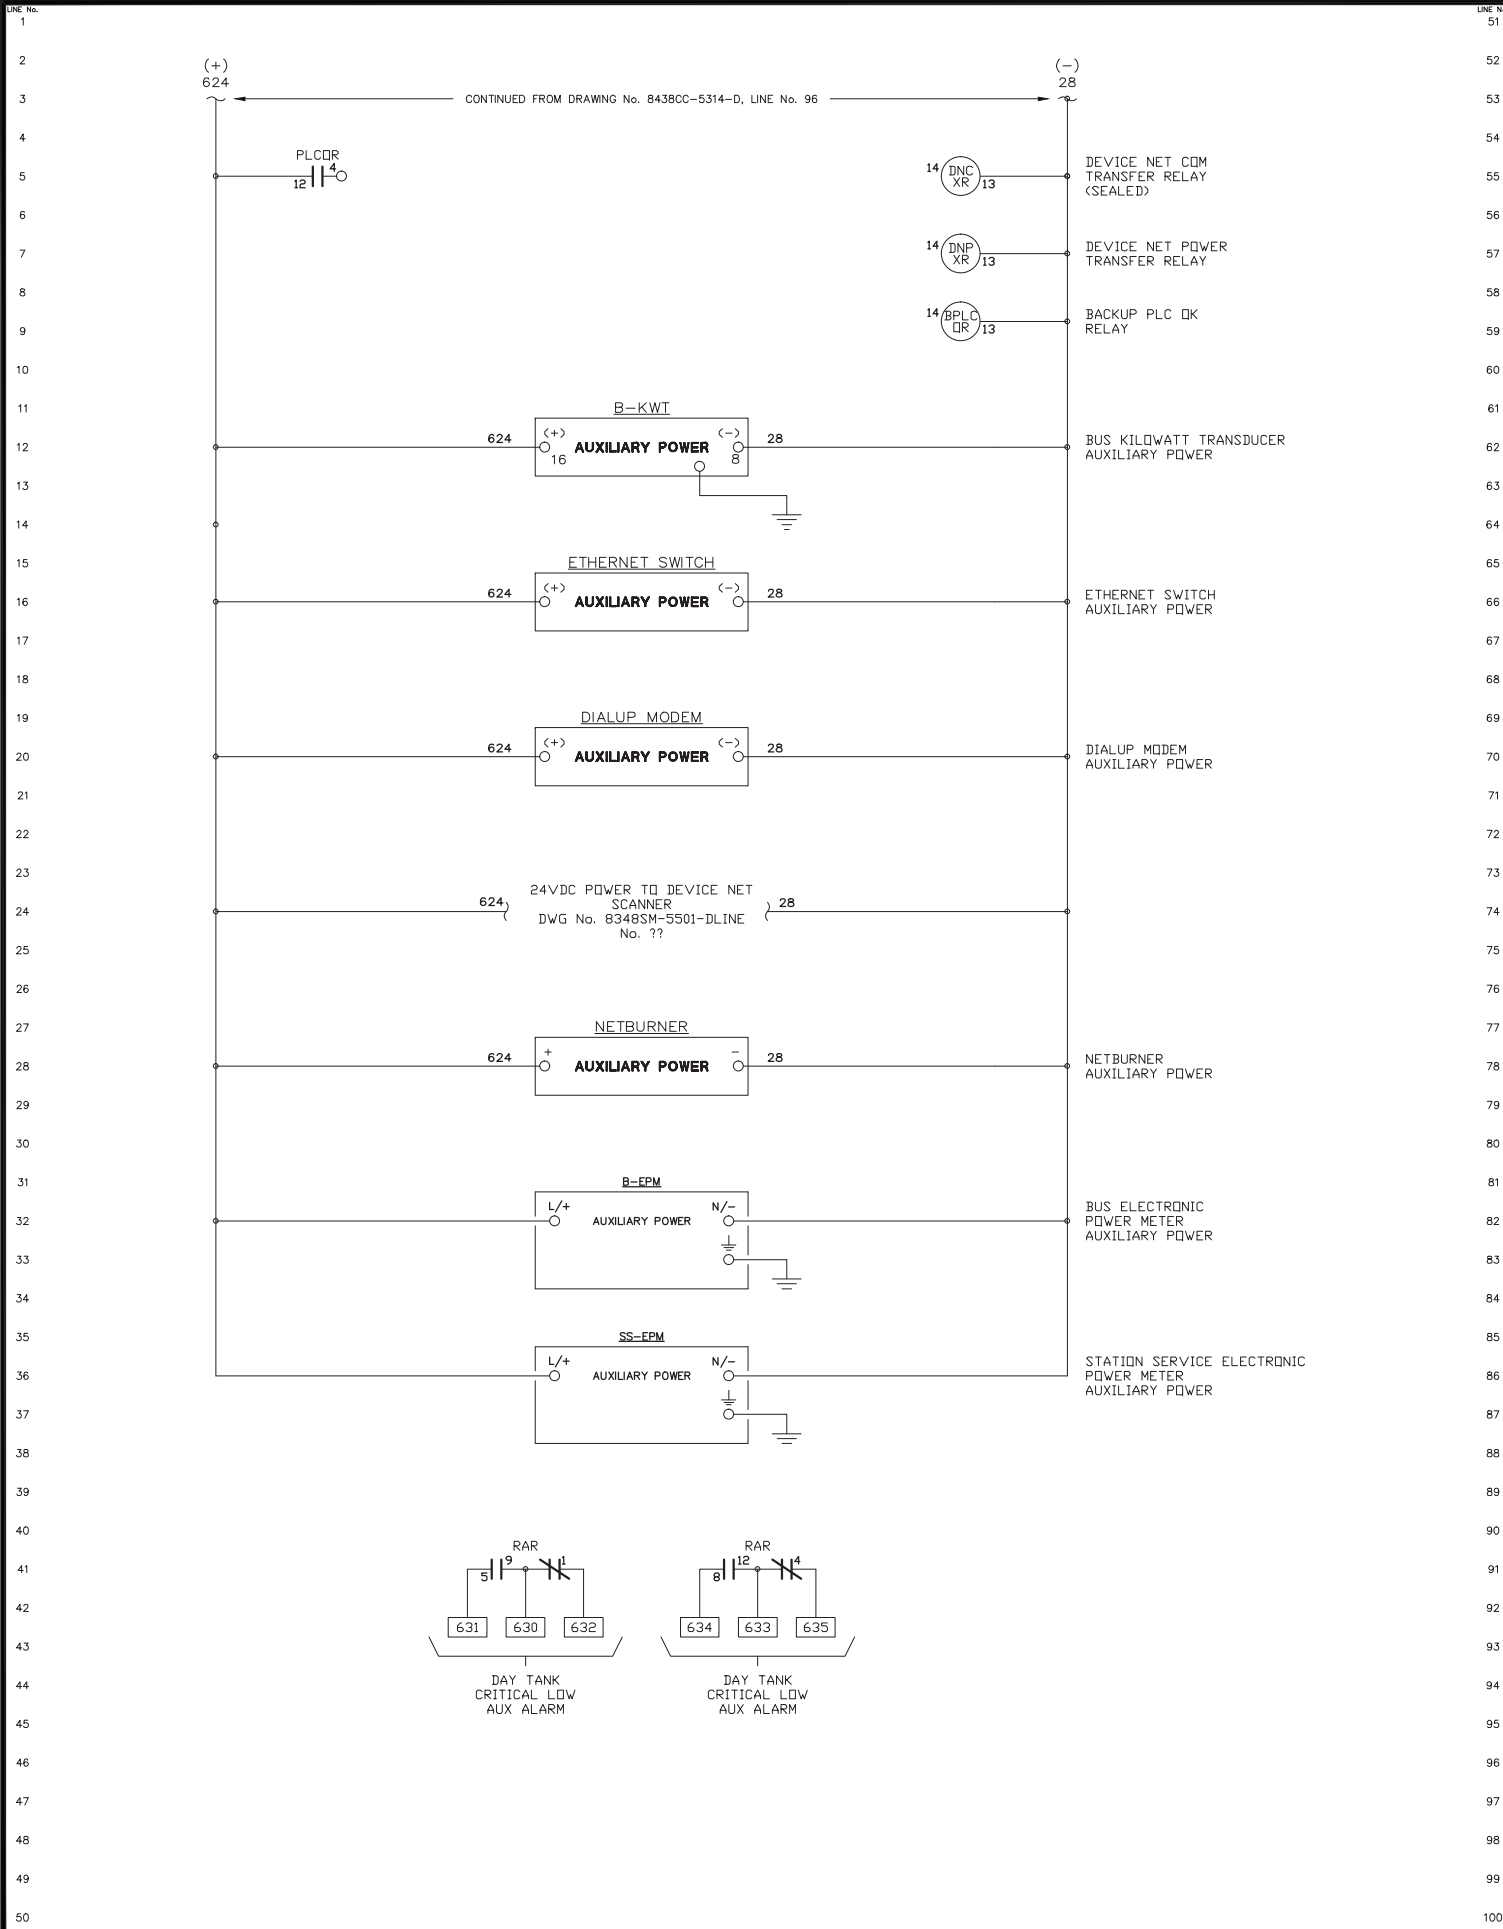 LINE No.
LINE N
1
51
2
(+)
(-)
52
624
28
3
CONTINUED FROM DRAWING No. 8438CC-5314-D, LINE No. 96
53
4
54
PLCOR
5
12
4
14
DNC
XR
13
DEVICE NET COM
TRANSFER RELAY
(SEALED)
55
6
56
7
14
DNP
XR
13
DEVICE NET POWER
TRANSFER RELAY
57
8
58
9
14
BPLC
OR
13
BACKUP PLC OK
RELAY
59
10
60
11
B-KWT
61
12
624
(+)
16
AUXILIARY POWER
(-)
8
28
BUS KILOWATT TRANSDUCER
AUXILIARY POWER
62
13
63
14
64
15
ETHERNET SWITCH
65
16
624
(+)
AUXILIARY POWER
(-)
28
ETHERNET SWITCH
AUXILIARY POWER
66
17
67
18
68
19
DIALUP MODEM
69
20
624
(+)
AUXILIARY POWER
(-)
28
DIALUP MODEM
AUXILIARY POWER
70
21
71
22
72
23
73
24
624
24VDC POWER TO DEVICE NET
SCANNER
DWG No. 8348SM-5501-DLINE
No. ??
28
74
25
75
26
76
27
NETBURNER
77
28
624
+
AUXILIARY POWER
-
28
NETBURNER
AUXILIARY POWER
78
29
79
30
80
31
B-EPM
81
32
L/+
AUXILIARY POWER
N/-
BUS ELECTRONIC
POWER METER
AUXILIARY POWER
82
33
83
34
84
35
SS-EPM
85
36
L/+
AUXILIARY POWER
N/-
STATION SERVICE ELECTRONIC
POWER METER
AUXILIARY POWER
86
37
87
38
88
39
89
40
90
RAR
RAR
41
5
9
1
8
12
4
91
42
92
631
630
632
634
633
635
43
93
44
DAY TANK
CRITICAL LOW
AUX ALARM
DAY TANK
CRITICAL LOW
AUX ALARM
94
45
95
46
96
47
97
48
98
49
99
50
100